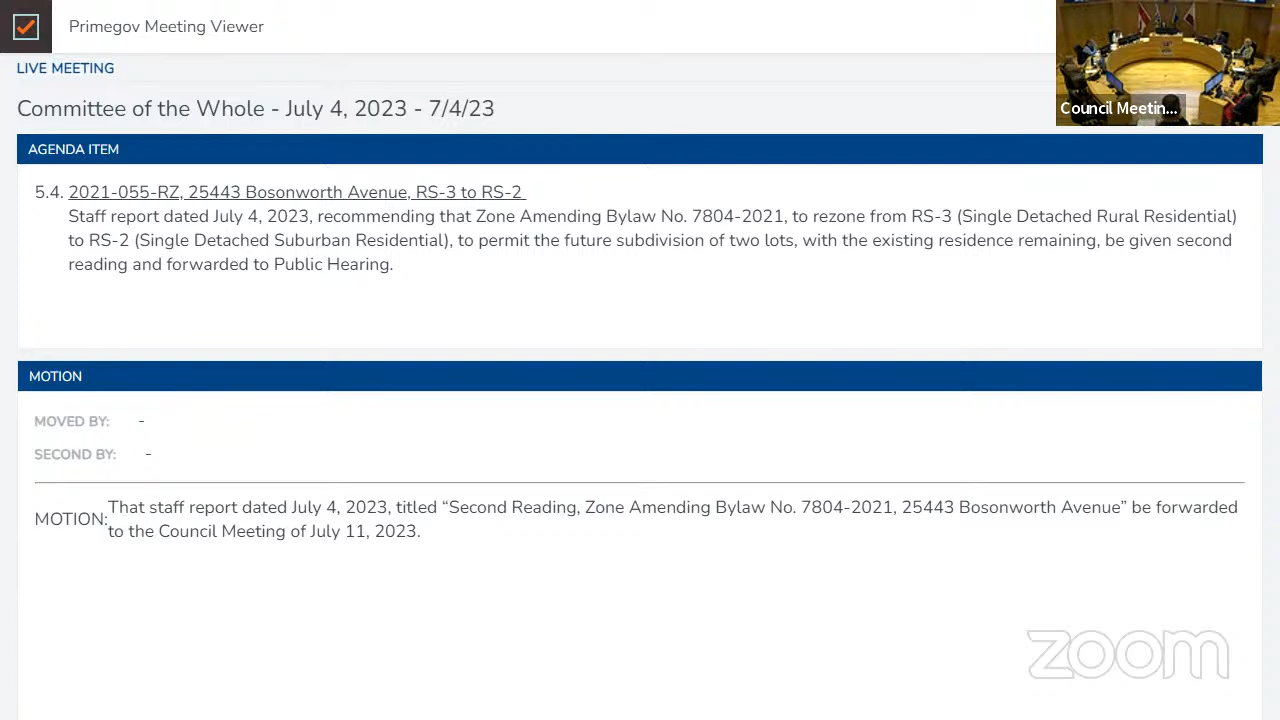 Primegov Meeting Viewer
LIVE MEETING
Committee of the Whole - July 4, 2023 - 7/4/23
Council Meetin...
AGENDA ITEM
5.4. 2021-055-RZ, 25443 Bosonworth Avenue, RS-3 to RS-2
Staff report dated July 4, 2023, recommending that Zone Amending Bylaw No. 7804-2021, to rezone from RS-3 (Single Detached Rural Residential)
to RS-2 (Single Detached Suburban Residential), to permit the future subdivision of two lots, with the existing residence remaining, be given second
reading and forwarded to Public Hearing.
MOTION
MOVED BY: -
SECOND BY: -
MOTION: That staff report dated July 4, 2023, titled “Second Reading, Zone Amending Bylaw No. 7804-2021, 25443 Bosonworth Avenue” be forwarded
to the Council Meeting of July 11, 2023.
zoom